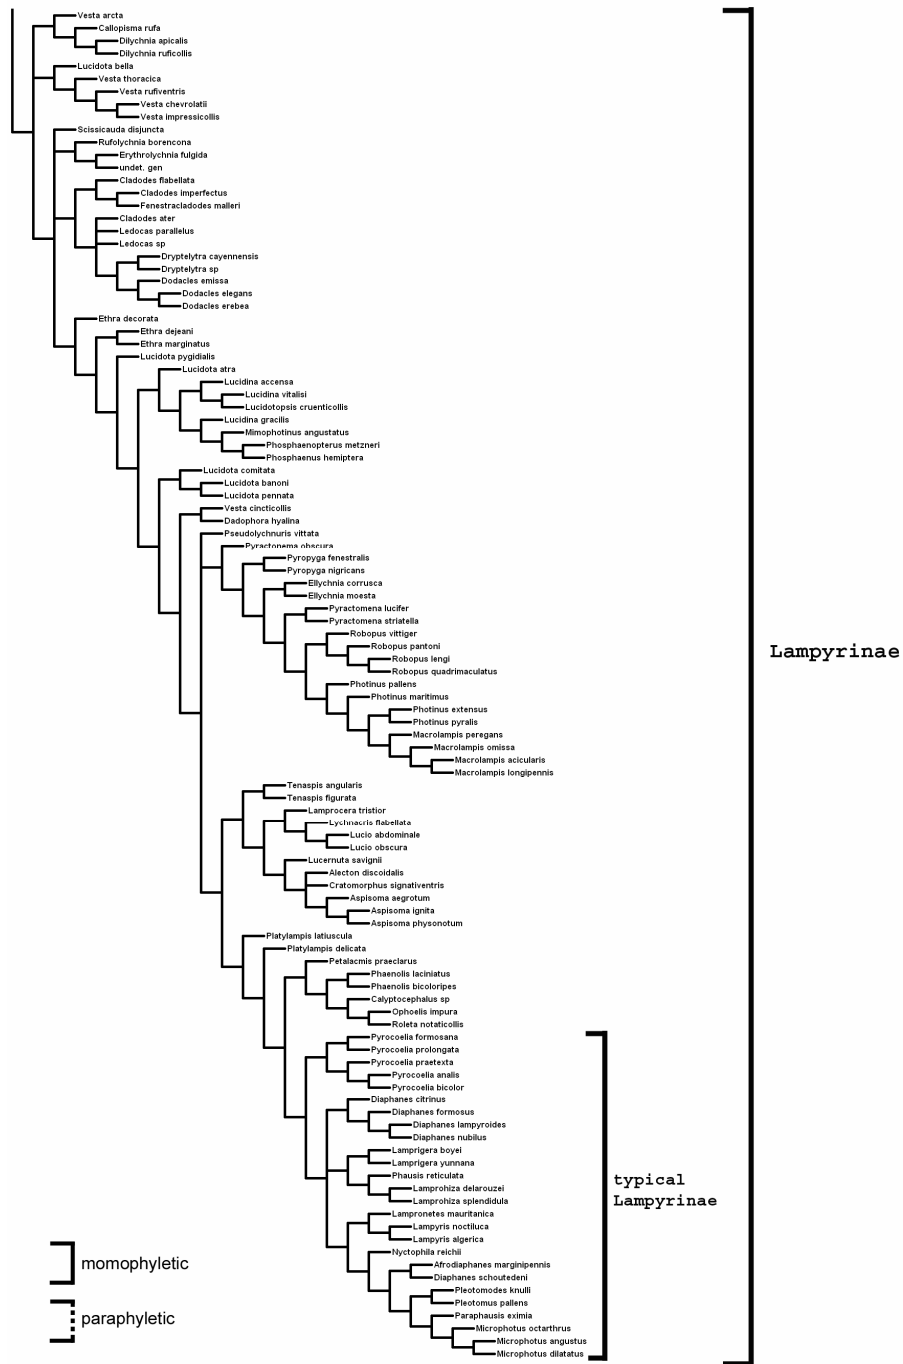 Vesta arcta
Callopisma rufa
Dilychnia apicalis
Dilychnia ruficollis
Lucidota bella
Vesta thoracica
Vesta rufiventris
Vesta chevrolatii
Vesta impressicollis
Scissicauda disjuncta
Rufolychnia borencona
Erythrolychnia fulgida
undet. gen
Cladodes flabellata
Cladodes imperfectus
Fenestracladodes malleri
Cladodes ater
Ledocas parallelus
Ledocas sp
Dryptelytra cayennensis
Dryptelytra sp
Dodacles emissa
Dodacles elegans
Dodacles erebea
Ethra decorata
Ethra dejeani
Ethra marginatus
Lucidota pygidialis
Lucidota atra
Lucidina accensa
Lucidina vitalisi
Lucidotopsis cruenticollis
Lucidina gracilis
Mimophotinus angustatus
Phosphaenopterus metzneri
Phosphaenus hemiptera
Lucidota comitata
Lucidota banoni
Lucidota pennata
Vesta cincticollis
Dadophora hyalina
Pseudolychnuris vittata
Pyractonema obscura
Pyropyga fenestralis
Pyropyga nigricans
Ellychnia corrusca
Ellychnia moesta
Pyractomena lucifer
Pyractomena striatella
Robopus vittiger
Robopus pantoni
Robopus lengi
Robopus quadrimaculatus
Lampyrinae
Photinus pallens
Photinus maritimus
Photinus extensus
Photinus pyralis
Macrolampis peregans
Macrolampis omissa
Macrolampis acicularis
Macrolampis longipennis
Tenaspis angularis
Tenaspis figurata
Lamprocera tristior
Lychnacris flabellata
Lucio abdominale
Lucio obscura
Lucernuta savignii
Alecton discoidalis
Cratomorphus signativentris
Aspisoma aegrotum
Aspisoma ignita
Aspisoma physonotum
Platylampis latiuscula
Platylampis delicata
Petalacmis praeclarus
Phaenolis laciniatus
Phaenolis bicoloripes
Calyptocephalus sp
Ophoelis impura
Roleta notaticollis
Pyrocoelia formosana
Pyrocoelia prolongata
Pyrocoelia praetexta
Pyrocoelia analis
Pyrocoelia bicolor
Diaphanes citrinus
Diaphanes formosus
Diaphanes lampyroides
Diaphanes nubilus
Lamprigera boyei
Lamprigera yunnana
Phausis reticulata
Lamprohiza delarouzei
Lamprohiza splendidula
typical
Lampyrinae
Lampronetes mauritanica
Lampyris noctiluca
Lampyris algerica
Nyctophila reichii
Afrodiaphanes marginipennis
Diaphanes schoutedeni
Pleotomodes knulli
Pleotomus pallens
Paraphausis eximia
Microphotus octarthrus
Microphotus angustus
Microphotus dilatatus
momophyletic
paraphyletic